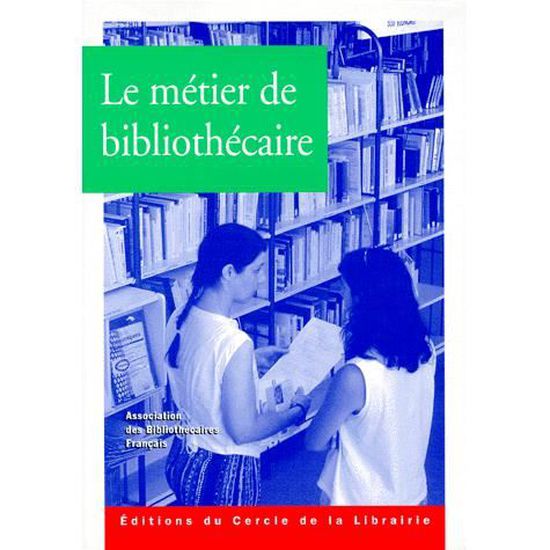 Le métier de
bibliothécaire
Association
des Bibliothécaires
Français
Éditions du Cercle de la Librairie